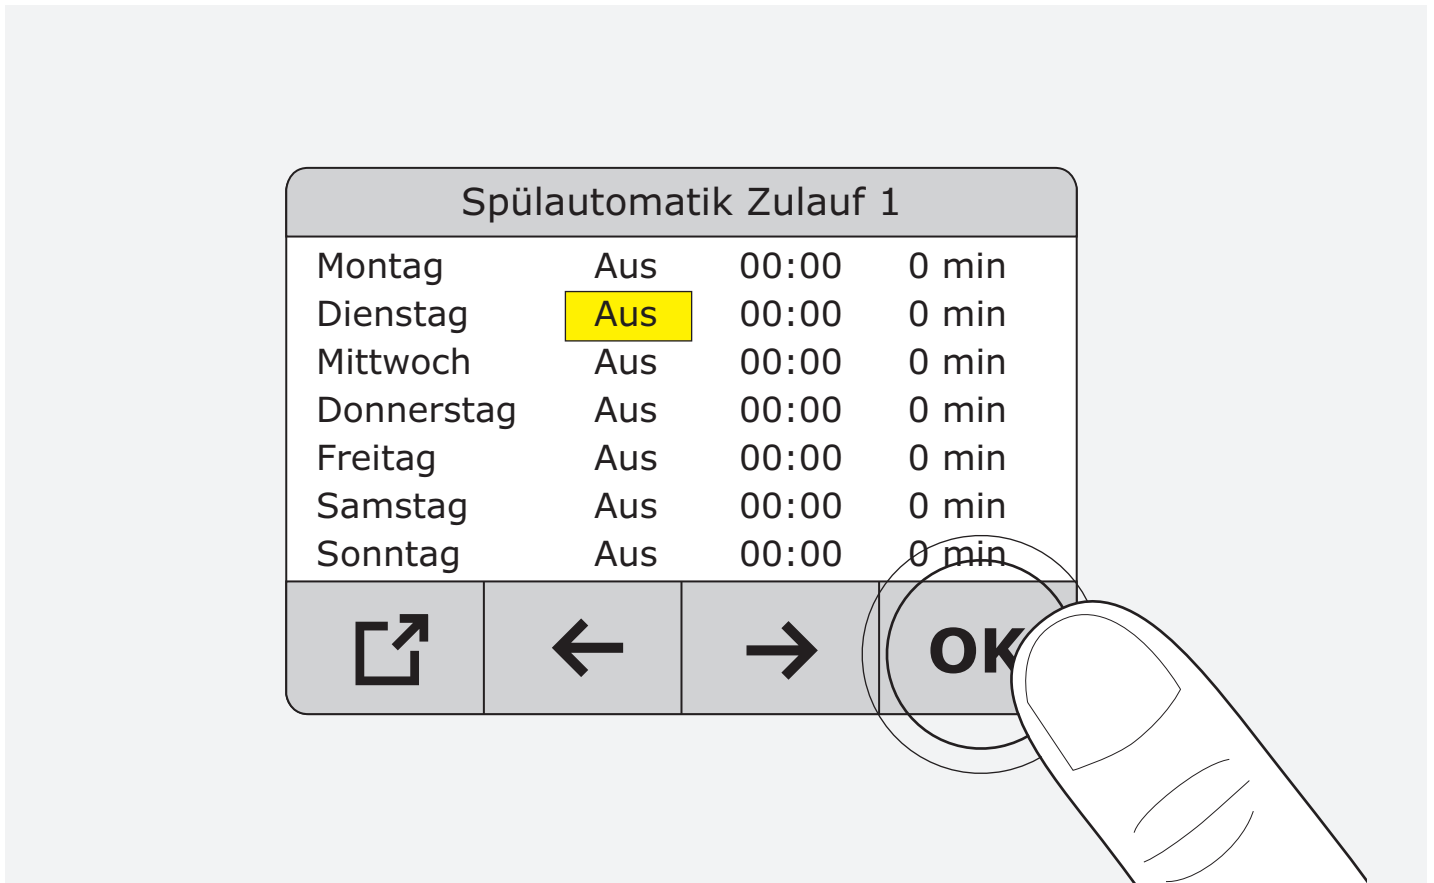 Spülautomatik Zulauf 1
Montag Aus 00:00 0 min
Dienstag Aus 00:00 0 min
Mittwoch Aus 00:00 0 min
Donnerstag Aus 00:00 0 min
Freitag Aus 00:00 0 min
Samstag Aus 00:00 0 min
Sonntag Aus 00:00 0 min
OK